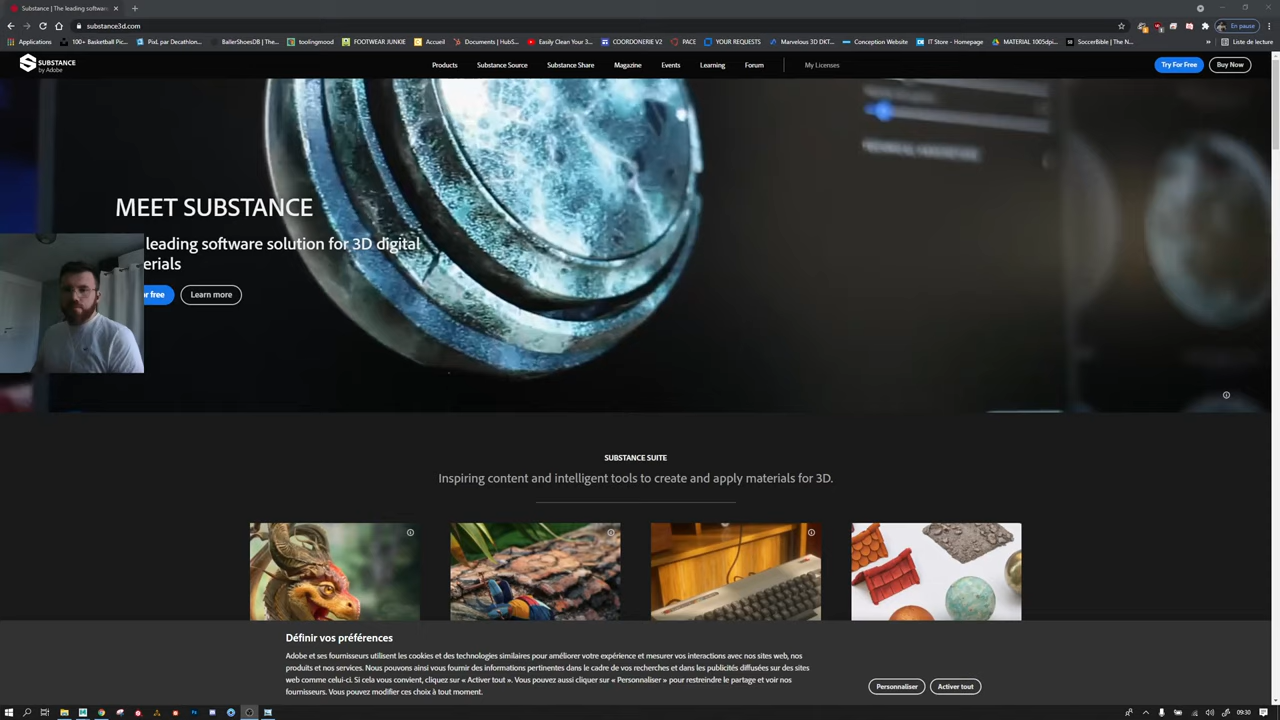 Substance | The leading softwar
substance3d.com
En pause
Applications
100+ Basketball Pic...
PixL par Decathlon...
BallerShoesDB | The...
toolingmood
FOOTWEAR JUNKIE
Accueil
Documents | HubS...
Easily Clean Your 3...
COORDONERIE V2
PACE
YOUR REQUESTS
Marvelous 3D DKT...
Conception Website
IT Store - Homepage
MATERIAL 1005dpi...
SoccerBible | The N...
Liste de lecture
SUBSTANCE
by Adobe
Products
Substance Source
Substance Share
Magazine
Events
Learning
Forum
My Licenses
Try For Free
Buy Now
MEET SUBSTANCE
leading software solution for 3D digital
erials
or free
Learn more
SUBSTANCE SUITE
Inspiring content and intelligent tools to create and apply materials for 3D.
Définir vos préférences
Adobe et ses fournisseurs utilisent les cookies et des technologies similaires pour améliorer votre expérience et mesurer vos interactions avec nos sites web, nos
produits et nos services. Nous pouvons ainsi vous fournir des informations pertinentes dans le cadre de vos recherches et dans les publicités diffusées sur des sites
web comme celui-ci. Si cela vous convient, cliquez sur « Activer tout ». Vous pouvez aussi cliquer sur « Personnaliser » pour restreindre le partage et voir nos
fournisseurs. Vous pouvez modifier ces choix à tout moment.
Personnaliser
Activer tout
09:30